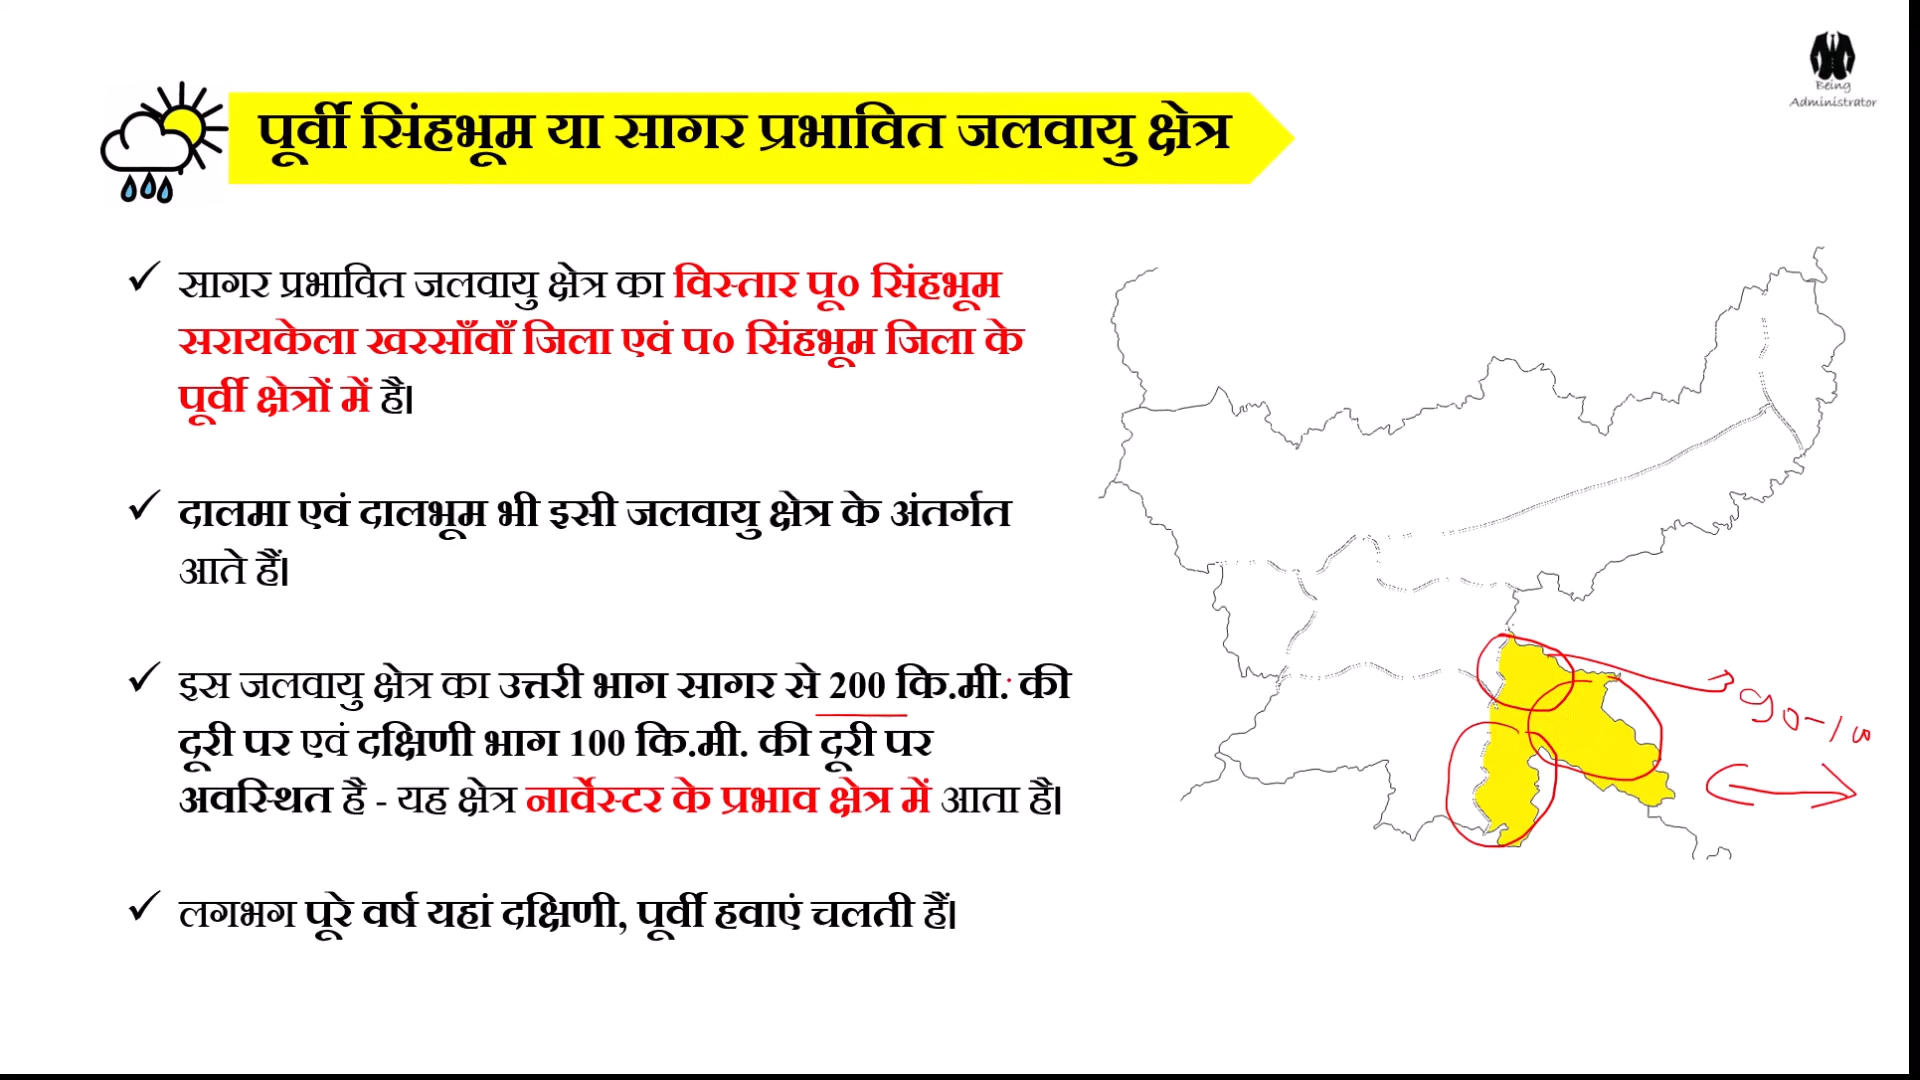 Being
Administrator
पूर्वी सिंहभूम या सागर प्रभावित जलवायु क्षेत्र
सागर प्रभावित जलवायु क्षेत्र का विस्तार पू० सिंहभूम
सरायकेला खरसाँवाँ जिला एवं प० सिंहभूम जिला के
पूर्वी क्षेत्रों में है।
दालमा एवं दालभूम भी इसी जलवायु क्षेत्र के अंतर्गत
आते हैं।
इस जलवायु क्षेत्र का उत्तरी भाग सागर से 200 कि.मी. की
दूरी पर एवं दक्षिणी भाग 100 कि.मी. की दूरी पर
अवस्थित है - यह क्षेत्र नार्वेस्टर के प्रभाव क्षेत्र में आता है।
लगभग पूरे वर्ष यहां दक्षिणी, पूर्वी हवाएं चलती हैं।